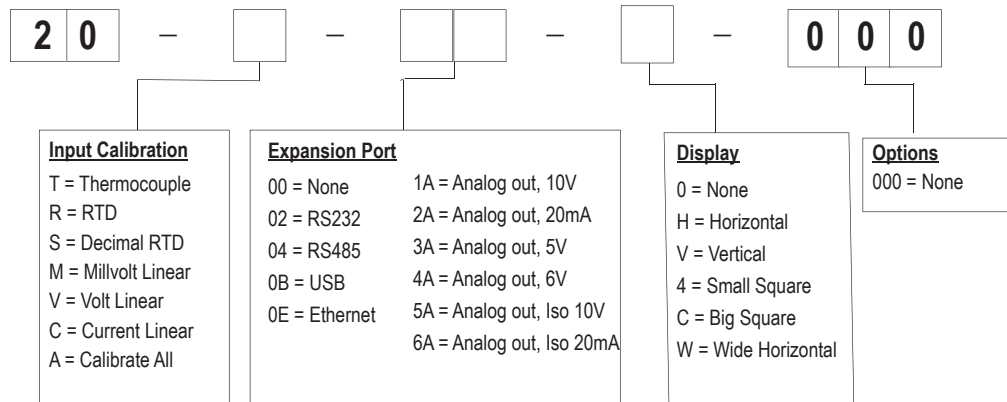 2 0 – – – – 0 0 0
Input Calibration
T = Thermocouple
R = RTD
S = Decimal RTD
M = Millvolt Linear
V = Volt Linear
C = Current Linear
A = Calibrate All
Expansion Port
00 = None
02 = RS232
04 = RS485
0B = USB
0E = Ethernet
1A = Analog out, 10V
2A = Analog out, 20mA
3A = Analog out, 5V
4A = Analog out, 6V
5A = Analog out, Iso 10V
6A = Analog out, Iso 20mA
Display
0 = None
H = Horizontal
V = Vertical
4 = Small Square
C = Big Square
W = Wide Horizontal
Options
000 = None